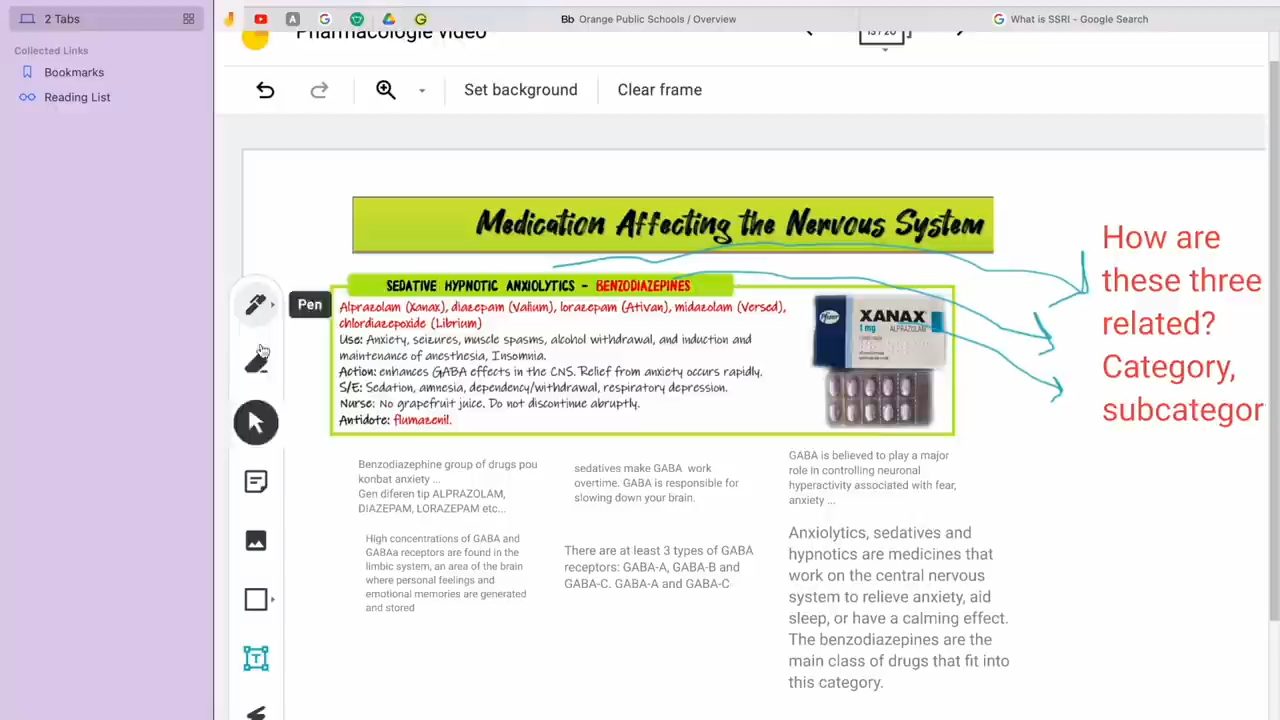 2 Tabs
Collected Links
Bookmarks
Reading List
Bb Orange Public Schools / Overview
G What is SSRI - Google Search
Pharmacologie video
13 / 20
Set background
Clear frame
Medication Affecting the Nervous System
Pen
SEDATIVE HYPNOTIC ANXIOLYTICS - BENZODIAZEPINES
Alprazolam (Xanax), diazepam (Valium), lorazepam (Ativan), midazolam (Versed),
chlordiazepoxide (Librium)
Use: Anxiety, seizures, muscle spasms, alcohol withdrawal, and induction and
maintenance of anesthesia, Insomnia.
Action: enhances GABA effects in the CNS. Relief from anxiety occurs rapidly.
S/E: Sedation, amnesia, dependency/withdrawal, respiratory depression.
Nurse: No grapefruit juice. Do not discontinue abruptly.
Antidote: flumazenil.
Pfizer
XANAX
1 mg ALPRAZOLAM
How are
these three
related?
Category,
subcategor
Benzodiazephine group of drugs pou
konbat anxiety ...
Gen diferen tip ALPRAZOLAM,
DIAZEPAM, LORAZEPAM etc...
sedatives make GABA work
overtime. GABA is responsible for
slowing down your brain.
GABA is believed to play a major
role in controlling neuronal
hyperactivity associated with fear,
anxiety ...
High concentrations of GABA and
GABAa receptors are found in the
limbic system, an area of the brain
where personal feelings and
emotional memories are generated
and stored
There are at least 3 types of GABA
receptors: GABA-A, GABA-B and
GABA-C. GABA-A and GABA-C
Anxiolytics, sedatives and
hypnotics are medicines that
work on the central nervous
system to relieve anxiety, aid
sleep, or have a calming effect.
The benzodiazepines are the
main class of drugs that fit into
this category.